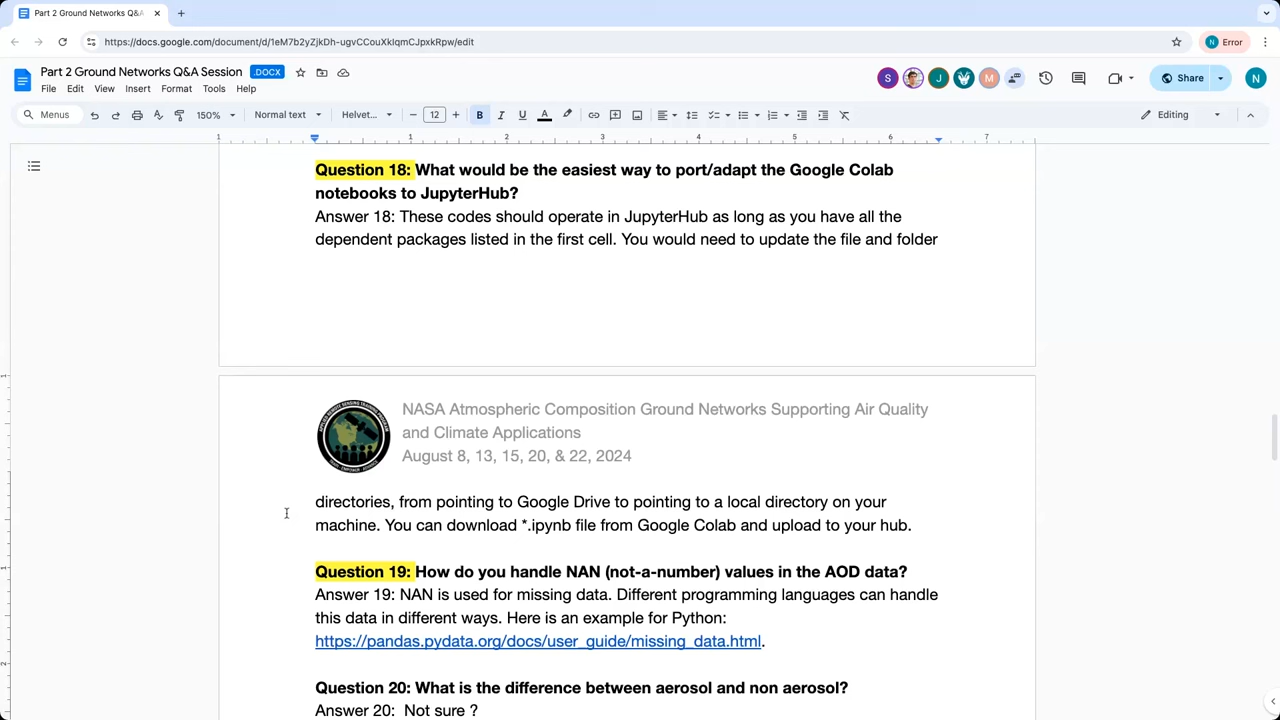 Part 2 Ground Networks Q&A
https://docs.google.com/document/d/1eM7b2yZjkDh-ugvCCouXkIqmCJpxkRpw/edit
N Error
Part 2 Ground Networks Q&A Session .DOCX
S J M Share N
File Edit View Insert Format Tools Help
Menus 150% Normal text Helvet... 12 B I U A Editing
1 1 2 3 4 5 6 7
Question 18: What would be the easiest way to port/adapt the Google Colab
notebooks to JupyterHub?
Answer 18: These codes should operate in JupyterHub as long as you have all the
dependent packages listed in the first cell. You would need to update the file and folder
NASA Atmospheric Composition Ground Networks Supporting Air Quality
and Climate Applications
August 8, 13, 15, 20, & 22, 2024
directories, from pointing to Google Drive to pointing to a local directory on your
machine. You can download *.ipynb file from Google Colab and upload to your hub.
Question 19: How do you handle NAN (not-a-number) values in the AOD data?
Answer 19: NAN is used for missing data. Different programming languages can handle
this data in different ways. Here is an example for Python:
https://pandas.pydata.org/docs/user_guide/missing_data.html.
Question 20: What is the difference between aerosol and non aerosol?
Answer 20: Not sure ?